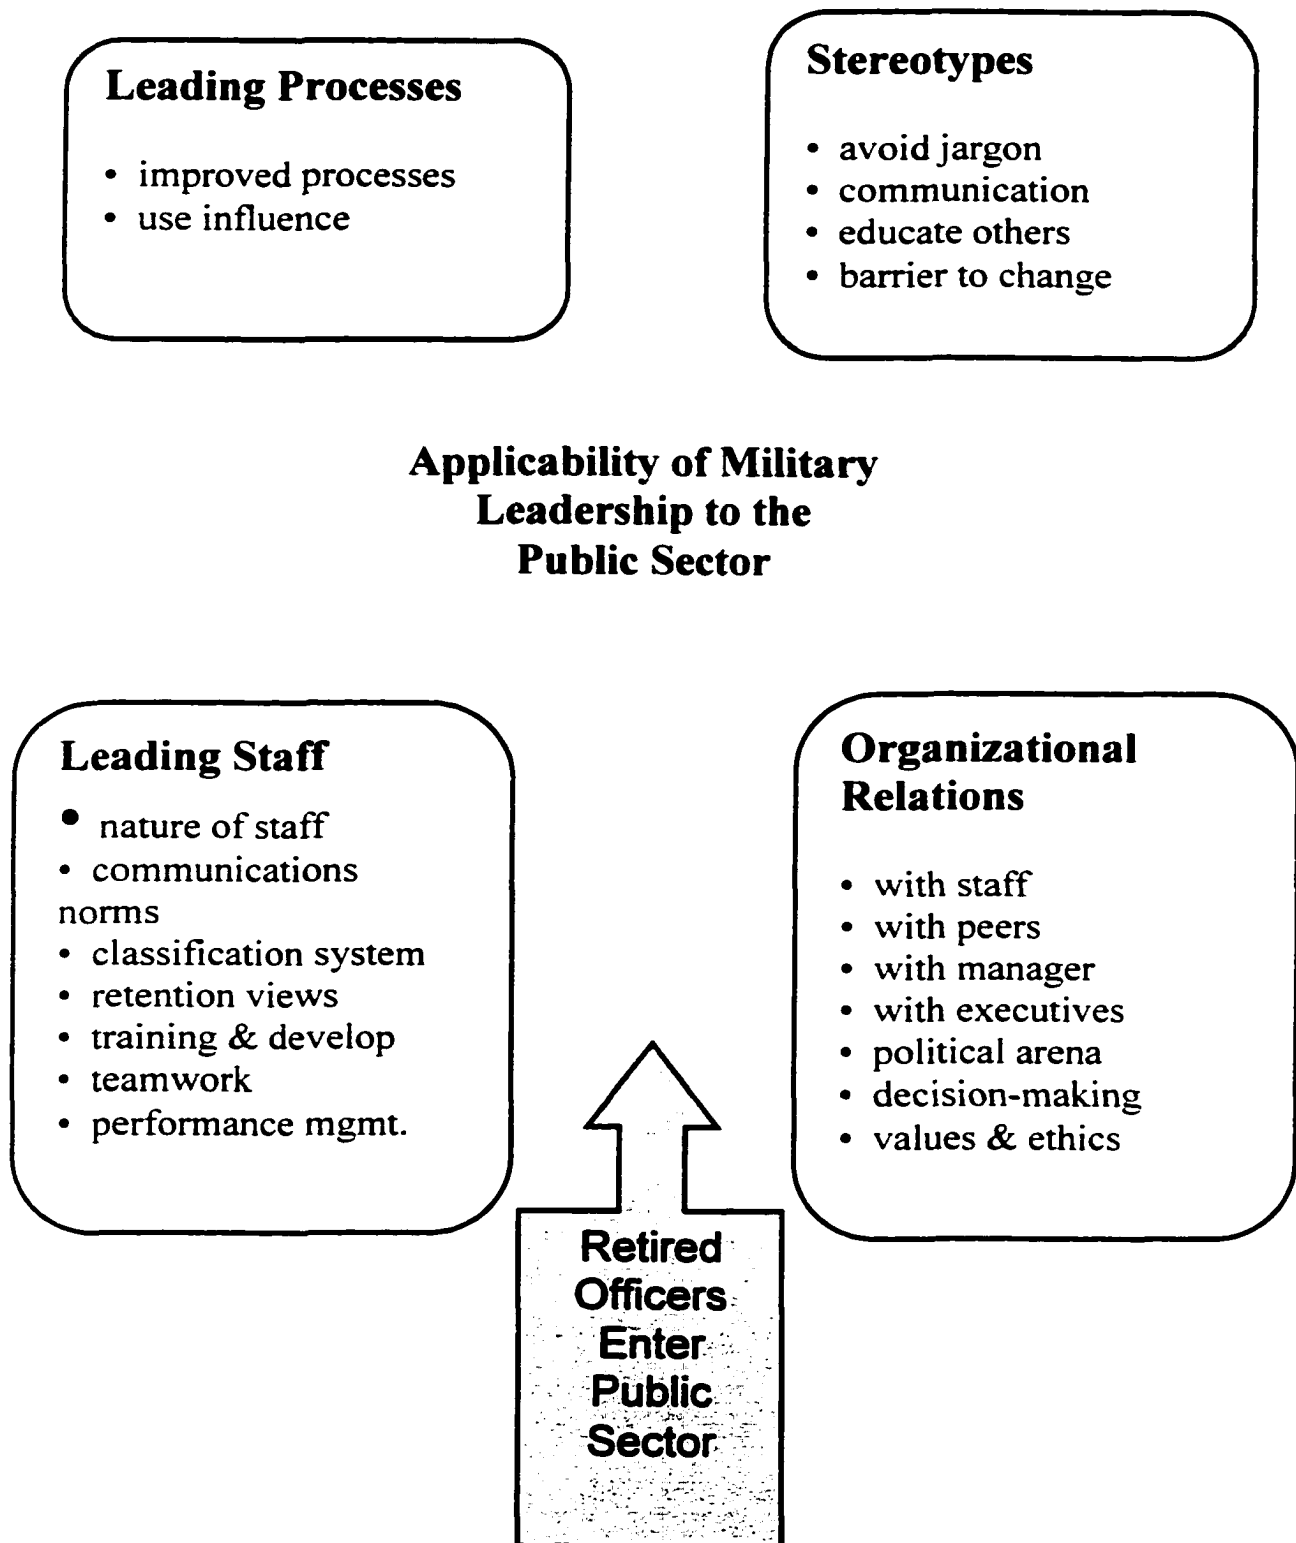 Leading Processes
• improved processes
• use influence
Stereotypes
• avoid jargon
• communication
• educate others
• barrier to change
Applicability of Military
Leadership to the
Public Sector
Leading Staff
• nature of staff
• communications
norms
• classification system
• retention views
• training & develop
• teamwork
• performance mgmt.
Organizational
Relations
• with staff
• with peers
• with manager
• with executives
• political arena
• decision-making
• values & ethics
Retired
Officers
Enter
Public
Sector